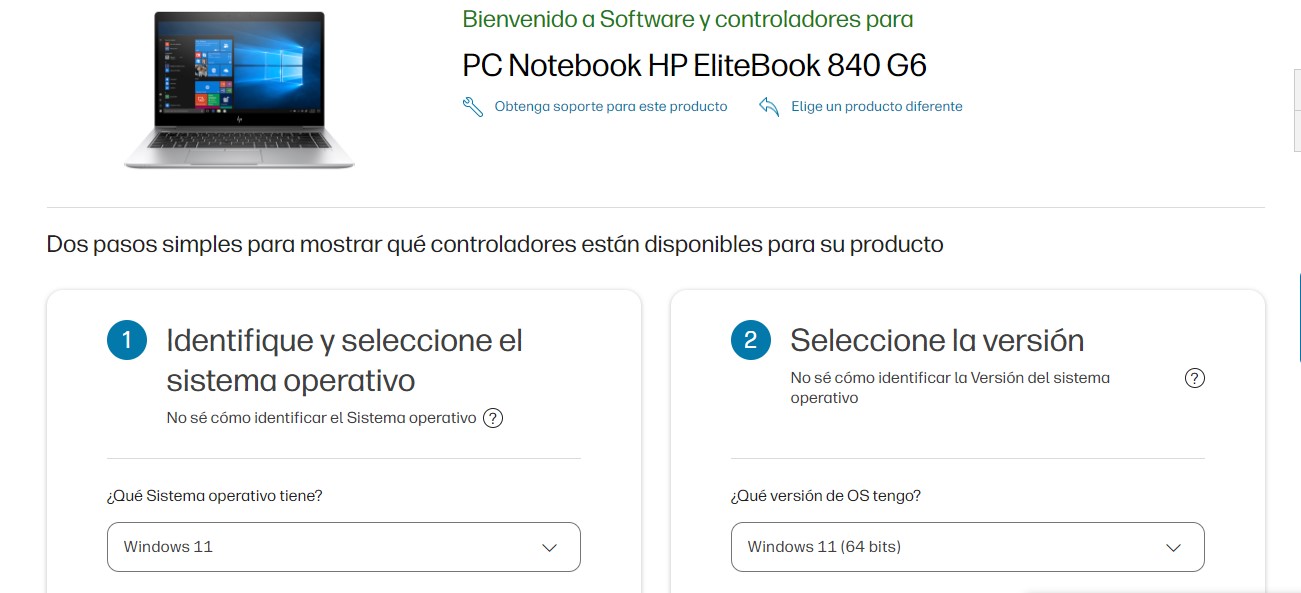 Bienvenido a Software y controladores para
PC Notebook HP EliteBook 840 G6
Obtenga soporte para este producto
Elige un producto diferente
Dos pasos simples para mostrar qué controladores están disponibles para su producto
1
Identifique y seleccione el
sistema operativo
No sé cómo identificar el Sistema operativo ?
¿Qué Sistema operativo tiene?
Windows 11
2
Seleccione la versión
No sé cómo identificar la Versión del sistema
operativo
?
¿Qué versión de OS tengo?
Windows 11 (64 bits)